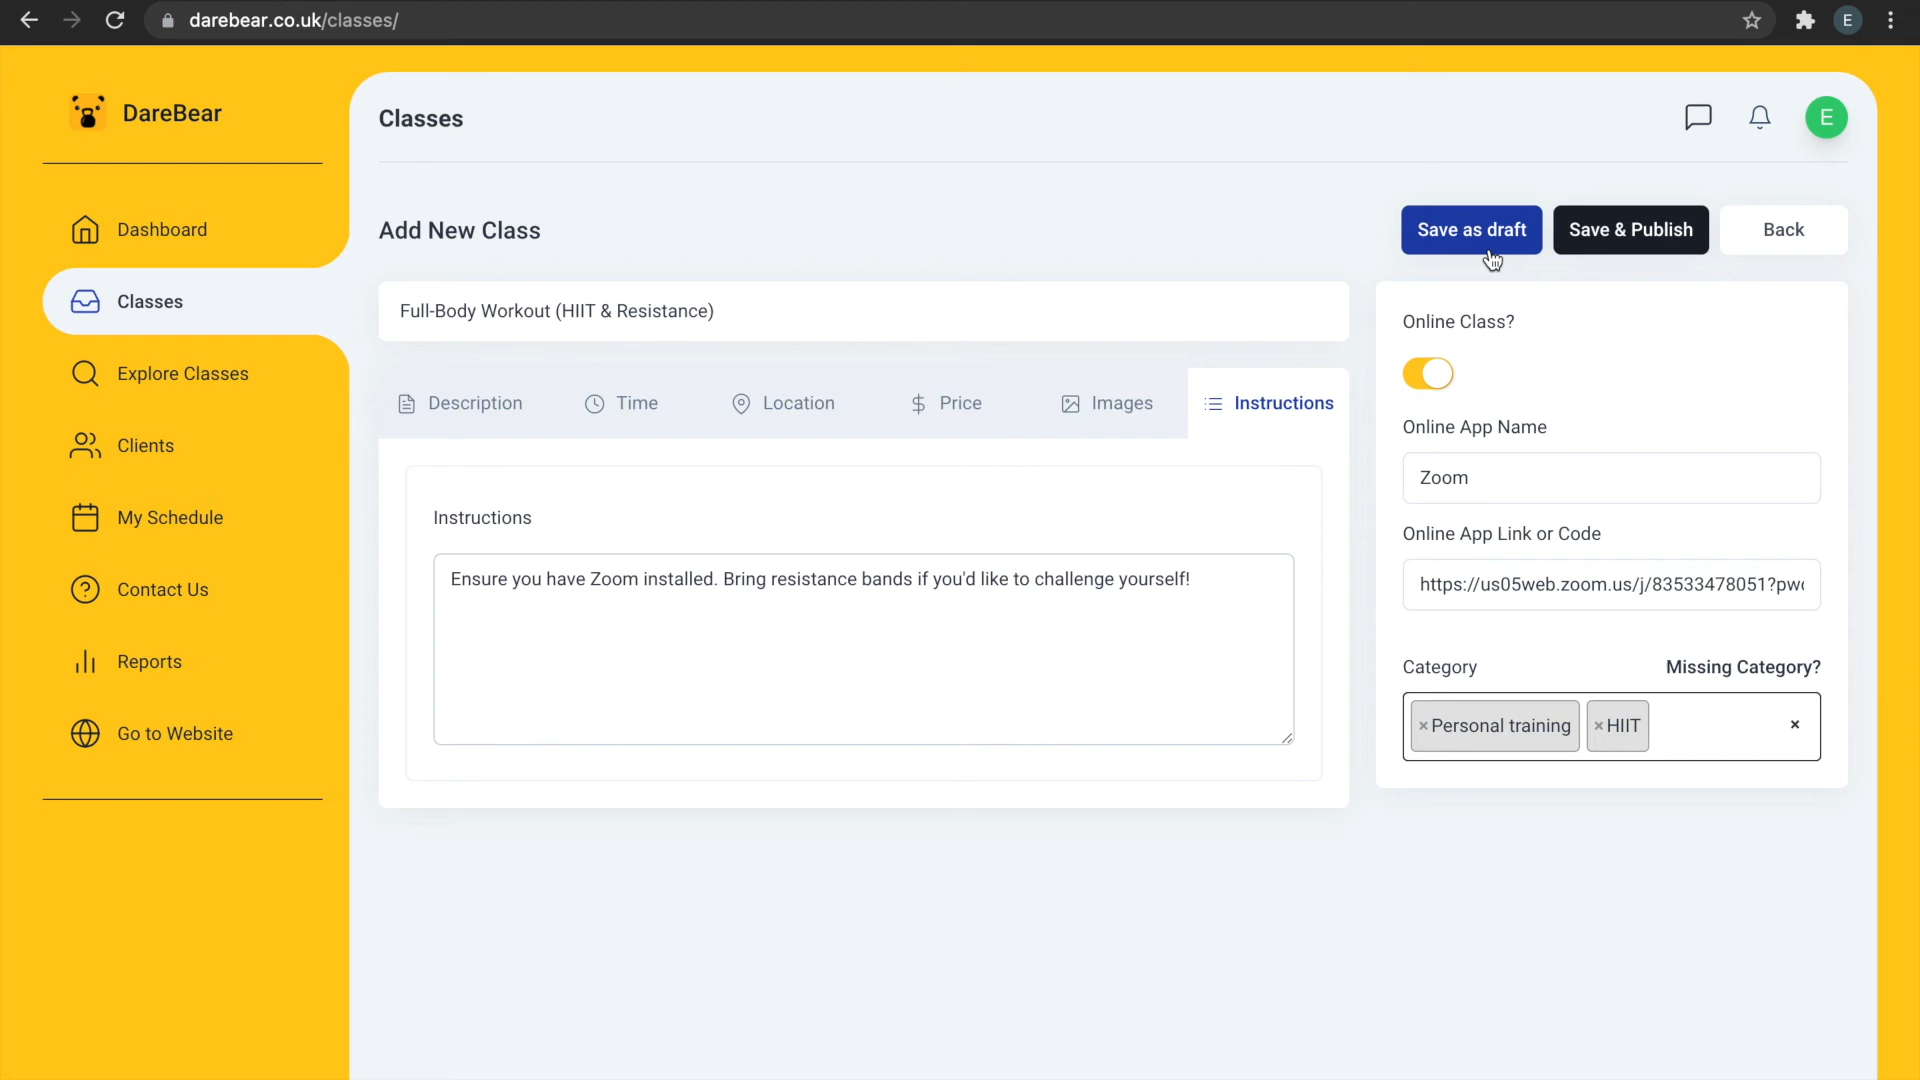 darebear.co.uk/classes/
E
DareBear
Classes
E
Dashboard
Classes
Explore Classes
Clients
My Schedule
Contact Us
Reports
Go to Website
Add New Class
Save as draft
Save & Publish
Back
Full-Body Workout (HIIT & Resistance)
Description
Time
Location
Price
Images
Instructions
Instructions
Ensure you have Zoom installed. Bring resistance bands if you'd like to challenge yourself!
Online Class?
Online App Name
Zoom
Online App Link or Code
https://us05web.zoom.us/j/83533478051?pw
Category
Missing Category?
× Personal training
× HIIT
×